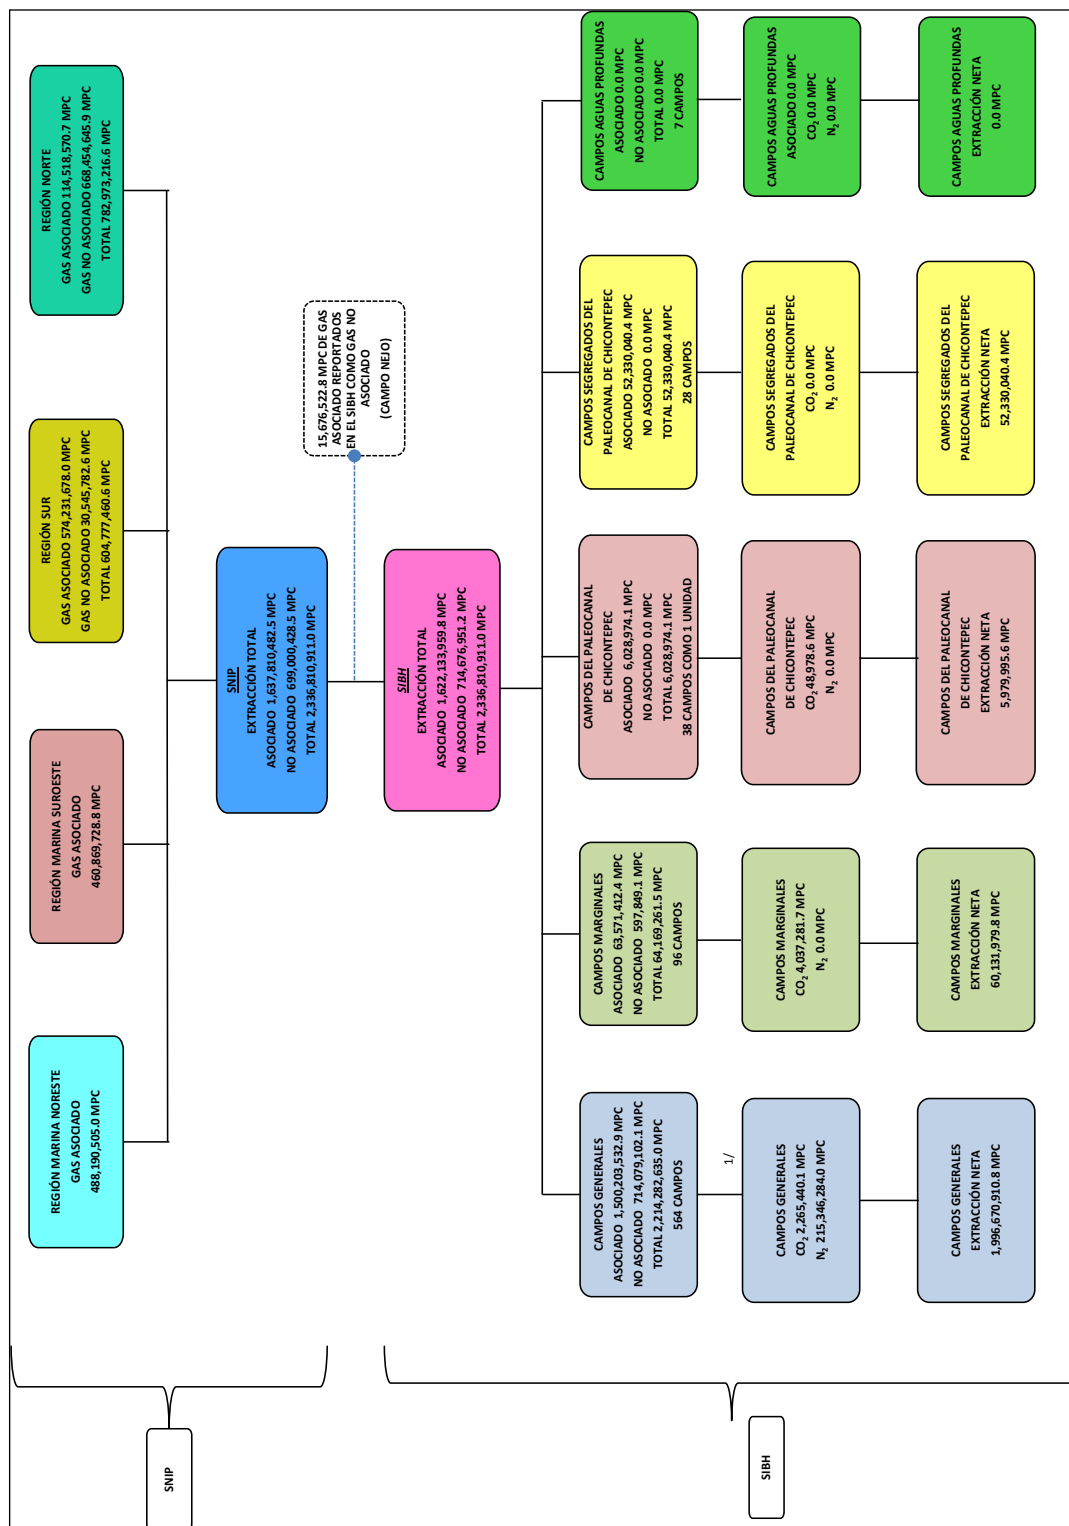 SNIP
REGIÓN MARINA NORESTE
GAS ASOCIADO
488,190,505.0 MPC
REGIÓN MARINA SUROESTE
GAS ASOCIADO
460,869,728.8 MPC
REGIÓN SUR
GAS ASOCIADO 574,231,678.0 MPC
GAS NO ASOCIADO 30,545,782.6 MPC
TOTAL 604,777,460.6 MPC
REGIÓN NORTE
GAS ASOCIADO 114,518,570.7 MPC
GAS NO ASOCIADO 668,454,645.9 MPC
TOTAL 782,973,216.6 MPC
SNIP
EXTRACCIÓN TOTAL
ASOCIADO 1,637,810,482.5 MPC
NO ASOCIADO 699,000,428.5 MPC
TOTAL 2,336,810,911.0 MPC
15,676,522.8 MPC DE GAS
ASOCIADO REPORTADOS
EN EL SIBH COMO GAS NO
ASOCIADO
(CAMPO NEJO)
SIBH
SIBH
EXTRACCIÓN TOTAL
ASOCIADO 1,622,133,959.8 MPC
NO ASOCIADO 714,676,951.2 MPC
TOTAL 2,336,810,911.0 MPC
CAMPOS GENERALES
ASOCIADO 1,500,203,532.9 MPC
NO ASOCIADO 714,079,102.1 MPC
TOTAL 2,214,282,635.0 MPC
564 CAMPOS
CAMPOS MARGINALES
ASOCIADO 63,571,412.4 MPC
NO ASOCIADO 597,849.1 MPC
TOTAL 64,169,261.5 MPC
96 CAMPOS
CAMPOS DEL PALEOCANAL
DE CHICONTEPEC
ASOCIADO 6,028,974.1 MPC
NO ASOCIADO 0.0 MPC
TOTAL 6,028,974.1 MPC
38 CAMPOS COMO 1 UNIDAD
CAMPOS SEGREGADOS DEL
PALEOCANAL DE CHICONTEPEC
ASOCIADO 52,330,040.4 MPC
NO ASOCIADO 0.0 MPC
TOTAL 52,330,040.4 MPC
28 CAMPOS
CAMPOS AGUAS PROFUNDAS
ASOCIADO 0.0 MPC
NO ASOCIADO 0.0 MPC
TOTAL 0.0 MPC
7 CAMPOS
1/
CAMPOS GENERALES
CO₂ 2,265,440.1 MPC
N₂ 215,346,284.0 MPC
CAMPOS MARGINALES
CO₂ 4,037,281.7 MPC
N₂ 0.0 MPC
CAMPOS DEL PALEOCANAL
DE CHICONTEPEC
CO₂ 48,978.6 MPC
N₂ 0.0 MPC
CAMPOS SEGREGADOS DEL
PALEOCANAL DE CHICONTEPEC
CO₂ 0.0 MPC
N₂ 0.0 MPC
CAMPOS AGUAS PROFUNDAS
ASOCIADO 0.0 MPC
CO₂ 0.0 MPC
N₂ 0.0 MPC
CAMPOS GENERALES
EXTRACCIÓN NETA
1,996,670,910.8 MPC
CAMPOS MARGINALES
EXTRACCIÓN NETA
60,131,979.8 MPC
CAMPOS DEL PALEOCANAL
DE CHICONTEPEC
EXTRACCIÓN NETA
5,979,995.6 MPC
CAMPOS SEGREGADOS DEL
PALEOCANAL DE CHICONTEPEC
EXTRACCIÓN NETA
52,330,040.4 MPC
CAMPOS AGUAS PROFUNDAS
EXTRACCIÓN NETA
0.0 MPC